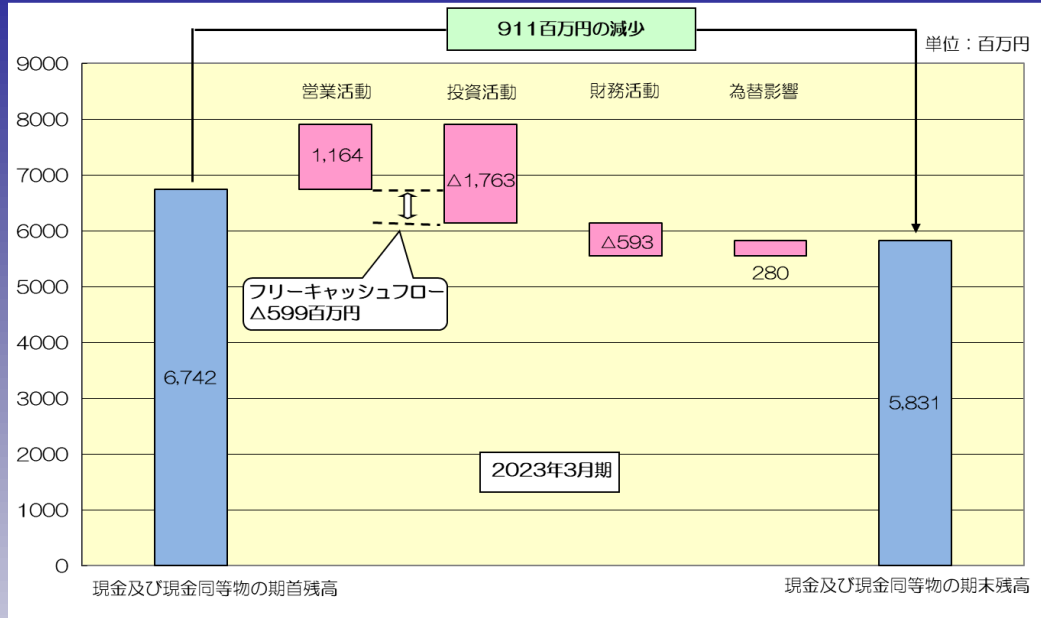 911百万円の減少
単位：百万円
9000
8000
7000
6000
5000
4000
3000
2000
1000
0
営業活動
投資活動
財務活動
為替影響
1,164
△1,763
△593
280
フリーキャッシュフロー
△599百万円
6,742
5,831
2023年3月期
現金及び現金同等物の期首残高
現金及び現金同等物の期末残高